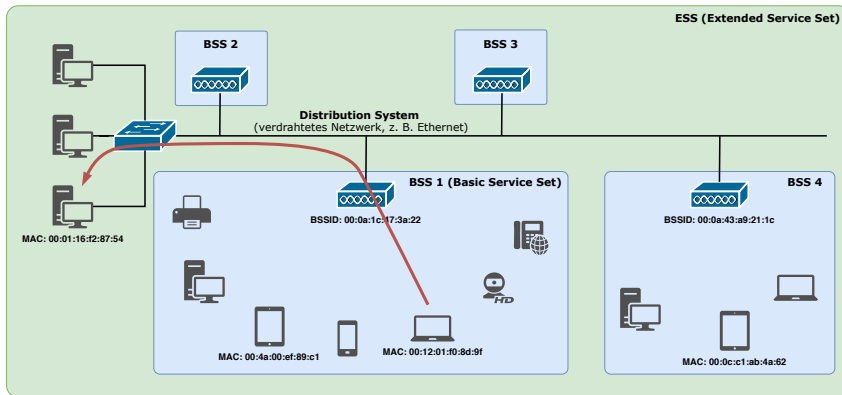 ESS (Extended Service Set)
BSS 2
BSS 3
Distribution System
(verdrahtetes Netzwerk, z. B. Ethernet)
BSS 1 (Basic Service Set)
BSS 4
BSSID: 00:0a:1c:47:3a:22
BSSID: 00:0a:43:a9:21:1c
MAC: 00:01:16:f2:87:54
HD
MAC: 00:4a:00:ef:89:c1
MAC: 00:12:01:f0:8d:9f
MAC: 00:0c:c1:ab:4a:62